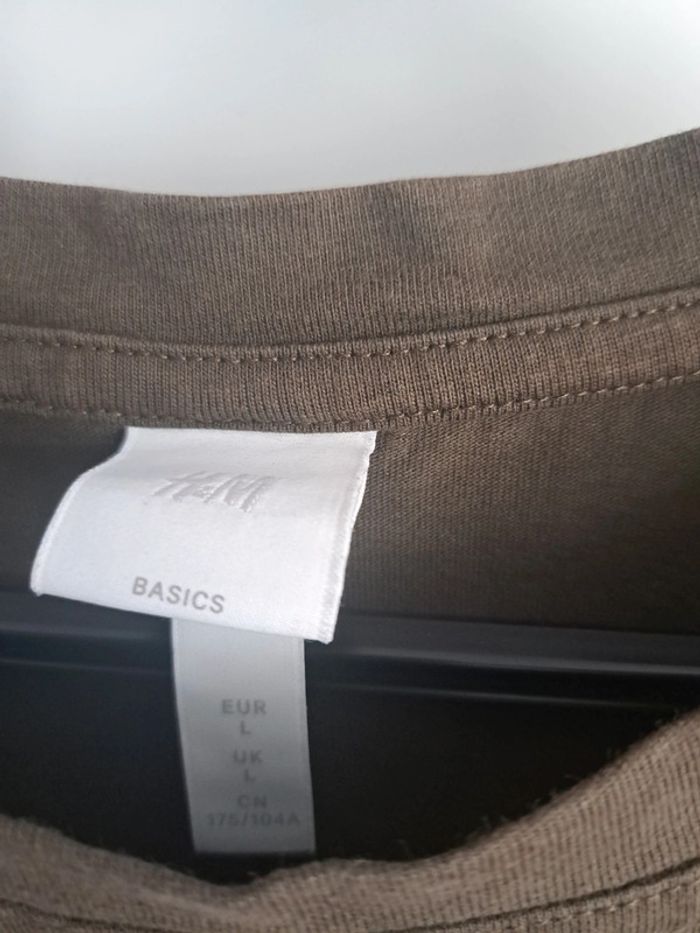 H&M
BASICS
EUR
L
UK
L
CN
175/104A